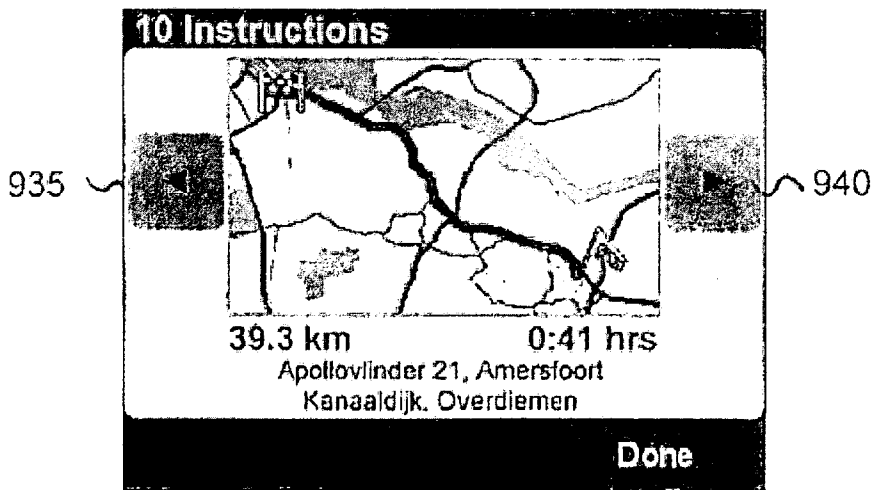 10 Instructions
935
940
39.3 km 0:41 hrs
Apollovlinder 21, Amersfoort
Kanaaldijk, Overdiemen
Done